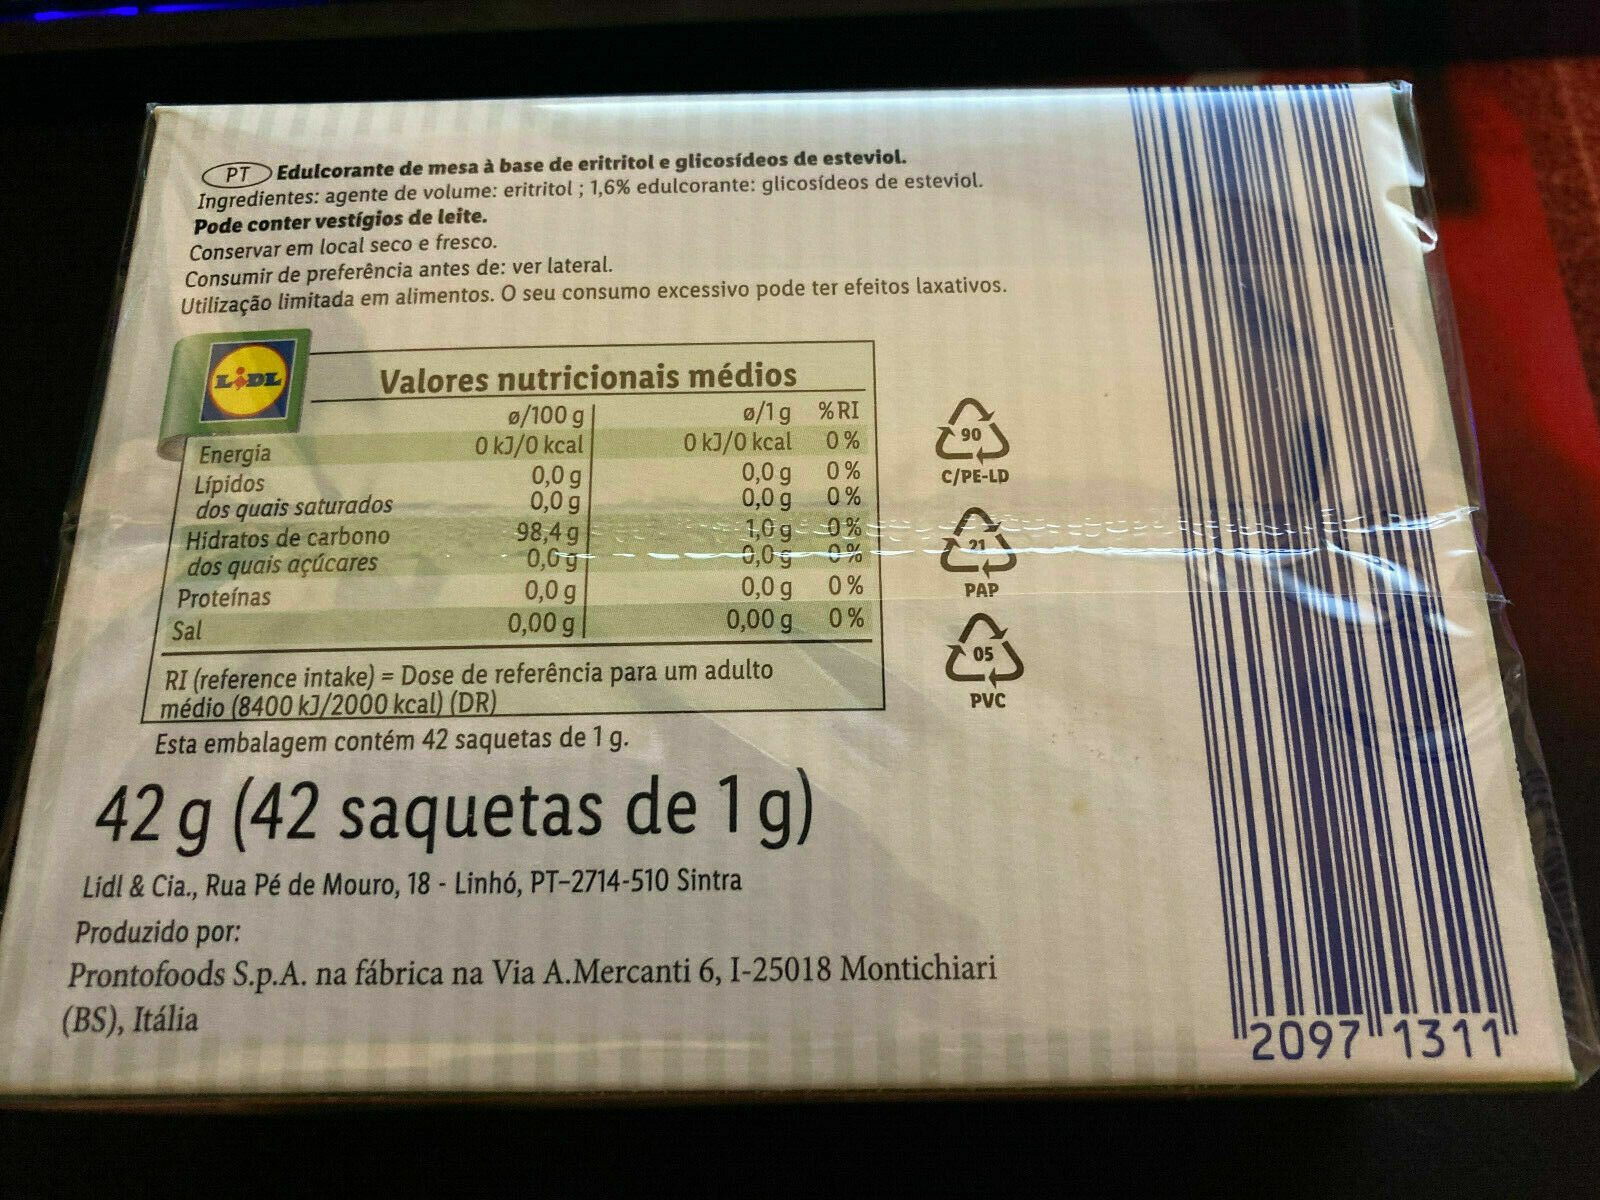 PT Edulcorante de mesa à base de eritritol e glicosídeos de esteviol.
Ingredientes: agente de volume: eritritol ; 1,6% edulcorante: glicosídeos de esteviol.
Pode conter vestígios de leite.
Conservar em local seco e fresco.
Consumir de preferência antes de: ver lateral.
Utilização limitada em alimentos. O seu consumo excessivo pode ter efeitos laxativos.
LIDL
Valores nutricionais médios
ø/100 g ø/1 g %RI
Energia 0 kJ/0 kcal 0 kJ/0 kcal 0 %
Lípidos 0,0 g 0,0 g 0 %
dos quais saturados 0,0 g 0,0 g 0 %
Hidratos de carbono 98,4 g 1,0 g 0 %
dos quais açúcares 0,0 g 0,0 g 0 %
Proteínas 0,0 g 0,0 g 0 %
Sal 0,00 g 0,00 g 0 %
RI (reference intake) = Dose de referência para um adulto
médio (8400 kJ/2000 kcal) (DR)
90
C/PE-LD
21
PAP
05
PVC
Esta embalagem contém 42 saquetas de 1 g.
42 g (42 saquetas de 1 g)
Lidl & Cia., Rua Pé de Mouro, 18 - Linhó, PT-2714-510 Sintra
Produzido por:
Prontofoods S.p.A. na fábrica na Via A.Mercanti 6, I-25018 Montichiari
(BS), Itália
2097 1311